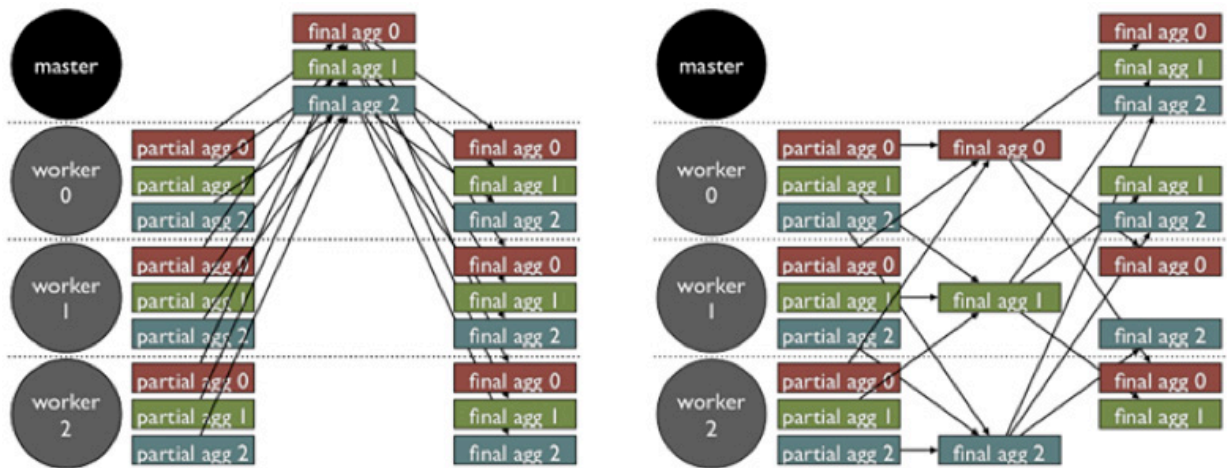 master
final agg 0
final agg 1
final agg 2
worker
0
partial agg 0
partial agg 1
partial agg 2
final agg 0
final agg 1
final agg 2
worker
1
partial agg 0
partial agg 1
partial agg 2
final agg 0
final agg 1
final agg 2
worker
2
partial agg 0
partial agg 1
partial agg 2
final agg 0
final agg 1
final agg 2
master
final agg 0
final agg 1
final agg 2
worker
0
partial agg 0
partial agg 1
partial agg 2
final agg 0
final agg 1
final agg 2
worker
1
partial agg 0
partial agg 1
partial agg 2
final agg 1
final agg 0
final agg 2
worker
2
partial agg 0
partial agg 1
partial agg 2
final agg 2
final agg 0
final agg 1